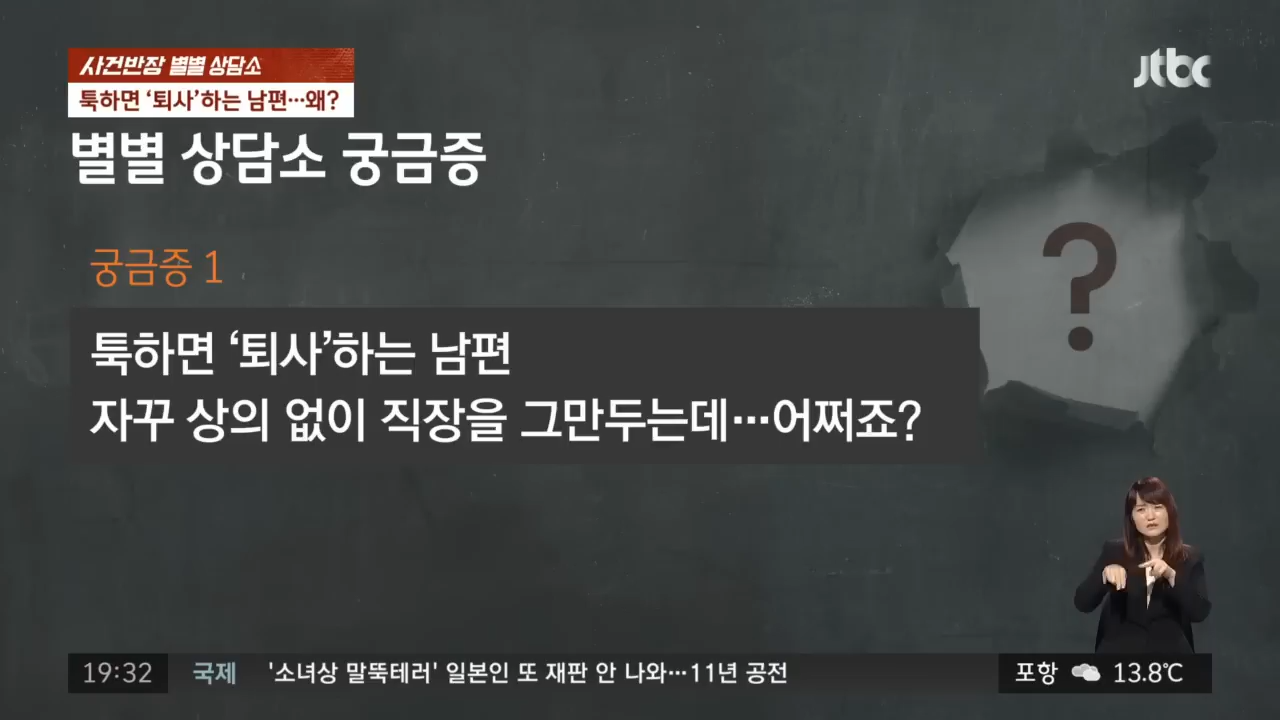 사건반장 별별 상담소
툭하면 ‘퇴사’하는 남편…왜?
jtbc
별별 상담소 궁금증
궁금증 1
?
툭하면 ‘퇴사’하는 남편
자꾸 상의 없이 직장을 그만두는데…어쩌죠?
19:32 국제 '소녀상 말뚝테러' 일본인 또 재판 안 나와…11년 공전 포항 13.8℃